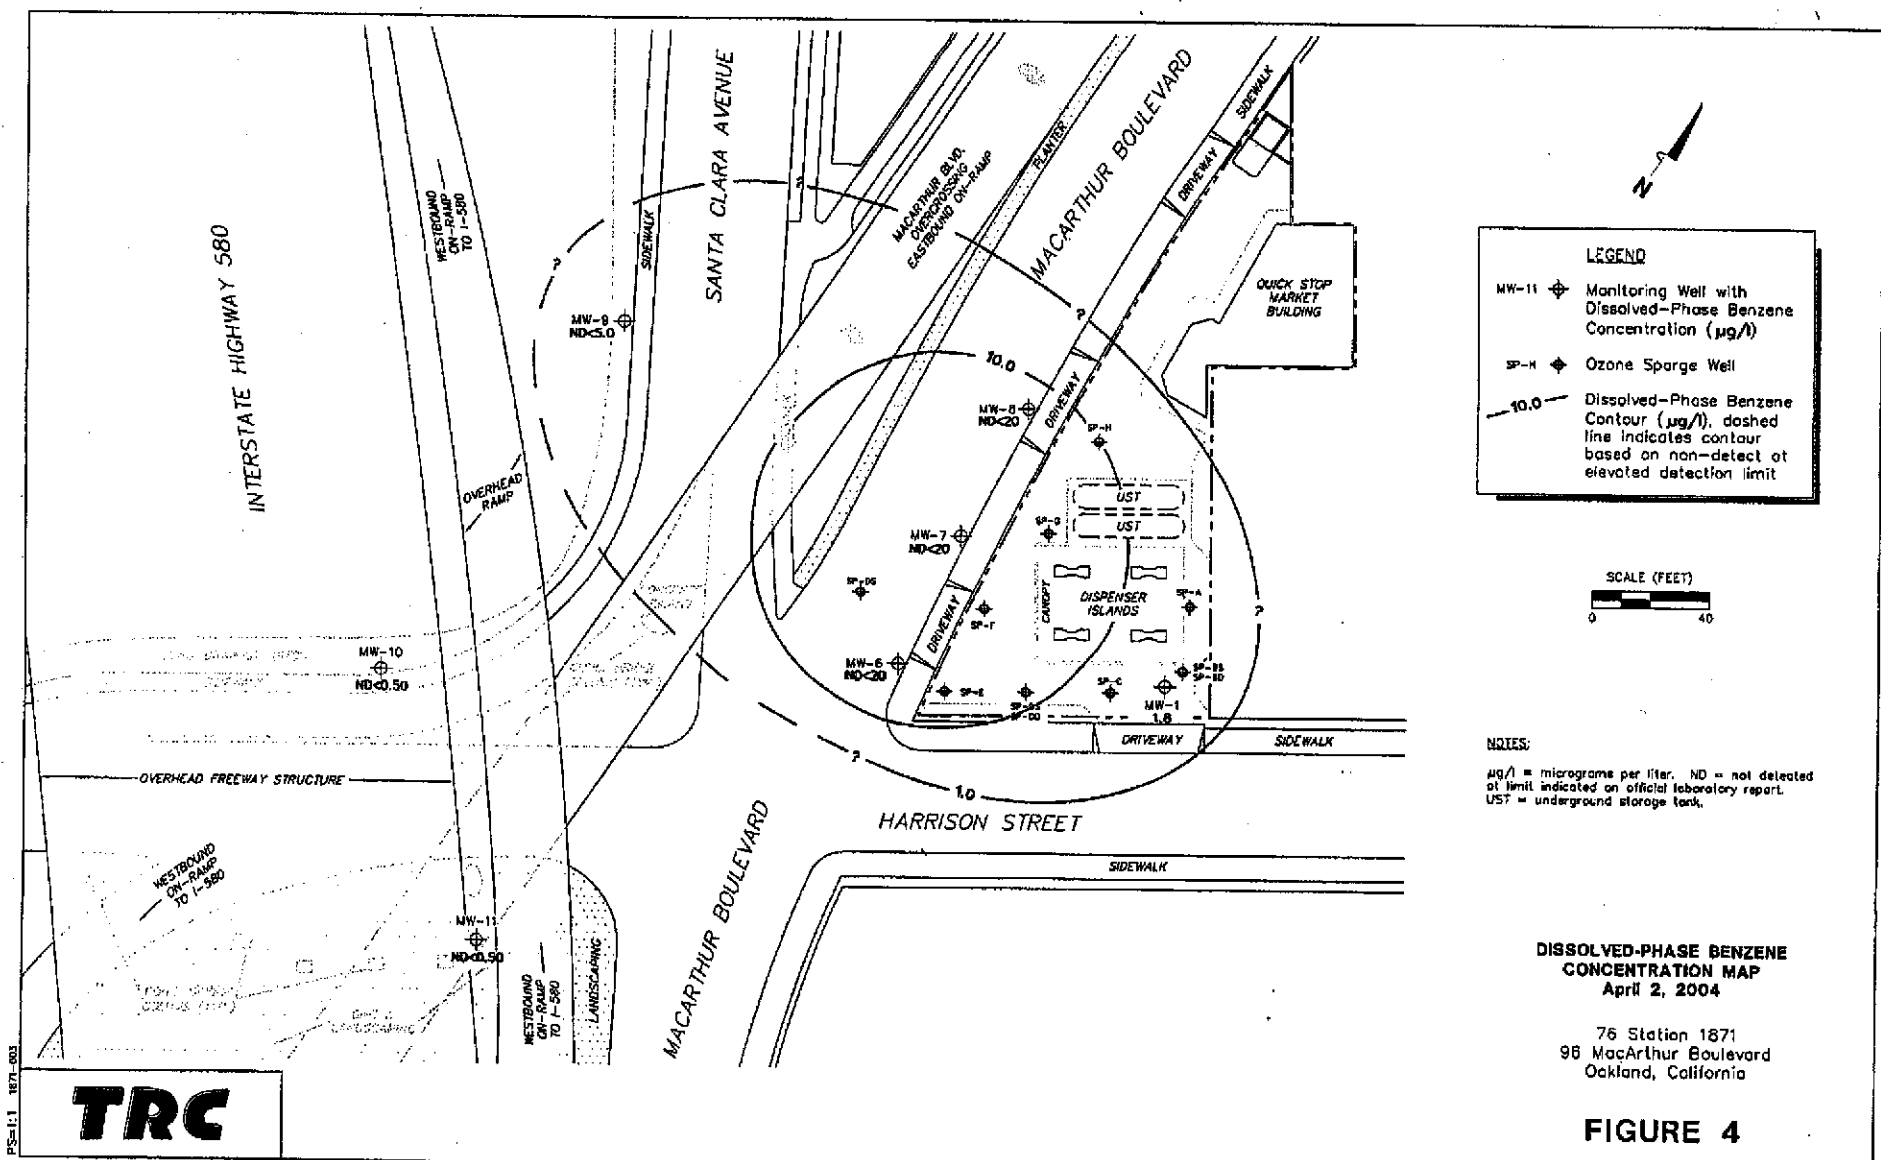 SANTA CLARA AVENUE
MACARTHUR BOULEVARD
SIDEWALK
DRIVEWAY
PLANTER
MACARTHUR BLVD.
OVERCROSSING
EASTBOUND ON-RAMP
WESTBOUND
ON-RAMP
TO I-580
SIDEWALK
INTERSTATE HIGHWAY 580
?
?
?
MW-9
ND<5.0
QUICK STOP
MARKET
BUILDING
10.0
MW-8
ND<20
DRIVEWAY
SP-H
OVERHEAD
RAMP
UST
UST
MW-7
ND<20
SP-G
SP-DS
CANOPY
DISPENSER
ISLANDS
SP-A
?
SP-F
DRIVEWAY
MW-10
ND<0.50
MW-6
ND<20
SP-E
SP-C
SP-BS
SP-BD
MW-1
1.6
SP-DD
DRIVEWAY
SIDEWALK
?
1.0
OVERHEAD FREEWAY STRUCTURE
HARRISON STREET
MACARTHUR BOULEVARD
SIDEWALK
WESTBOUND
ON-RAMP
TO I-580
MW-11
ND<0.50
WESTBOUND
ON-RAMP
TO I-580
LANDSCAPING
N
LEGEND
MW-11 Monitoring Well with
Dissolved-Phase Benzene
Concentration (µg/l)
SP-H Ozone Sparge Well
10.0 Dissolved-Phase Benzene
Contour (µg/l), dashed
line indicates contour
based on non-detect at
elevated detection limit
SCALE (FEET)
0 40
NOTES:
µg/l = micrograms per liter. ND = not detected
at limit indicated on official laboratory report.
UST = underground storage tank.
DISSOLVED-PHASE BENZENE
CONCENTRATION MAP
April 2, 2004
76 Station 1871
96 MacArthur Boulevard
Oakland, California
FIGURE 4
TRC
PS=1:1 1871-003